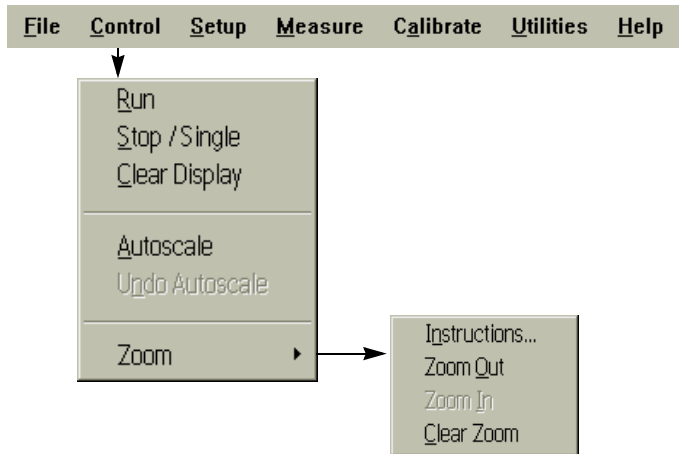 File Control Setup Measure Calibrate Utilities Help
Run
Stop / Single
Clear Display
Autoscale
Undo Autoscale
Zoom
Instructions...
Zoom Out
Zoom In
Clear Zoom